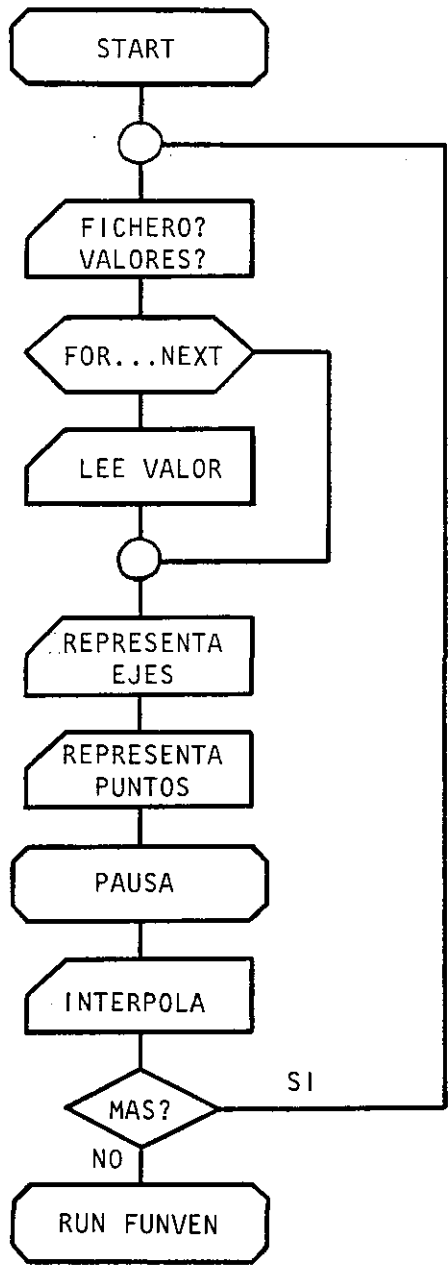 START
FICHERO?
VALORES?
FOR...NEXT
LEE VALOR
REPRESENTA
EJES
REPRESENTA
PUNTOS
PAUSA
INTERPOLA
MAS?
SI
NO
RUN FUNVEN